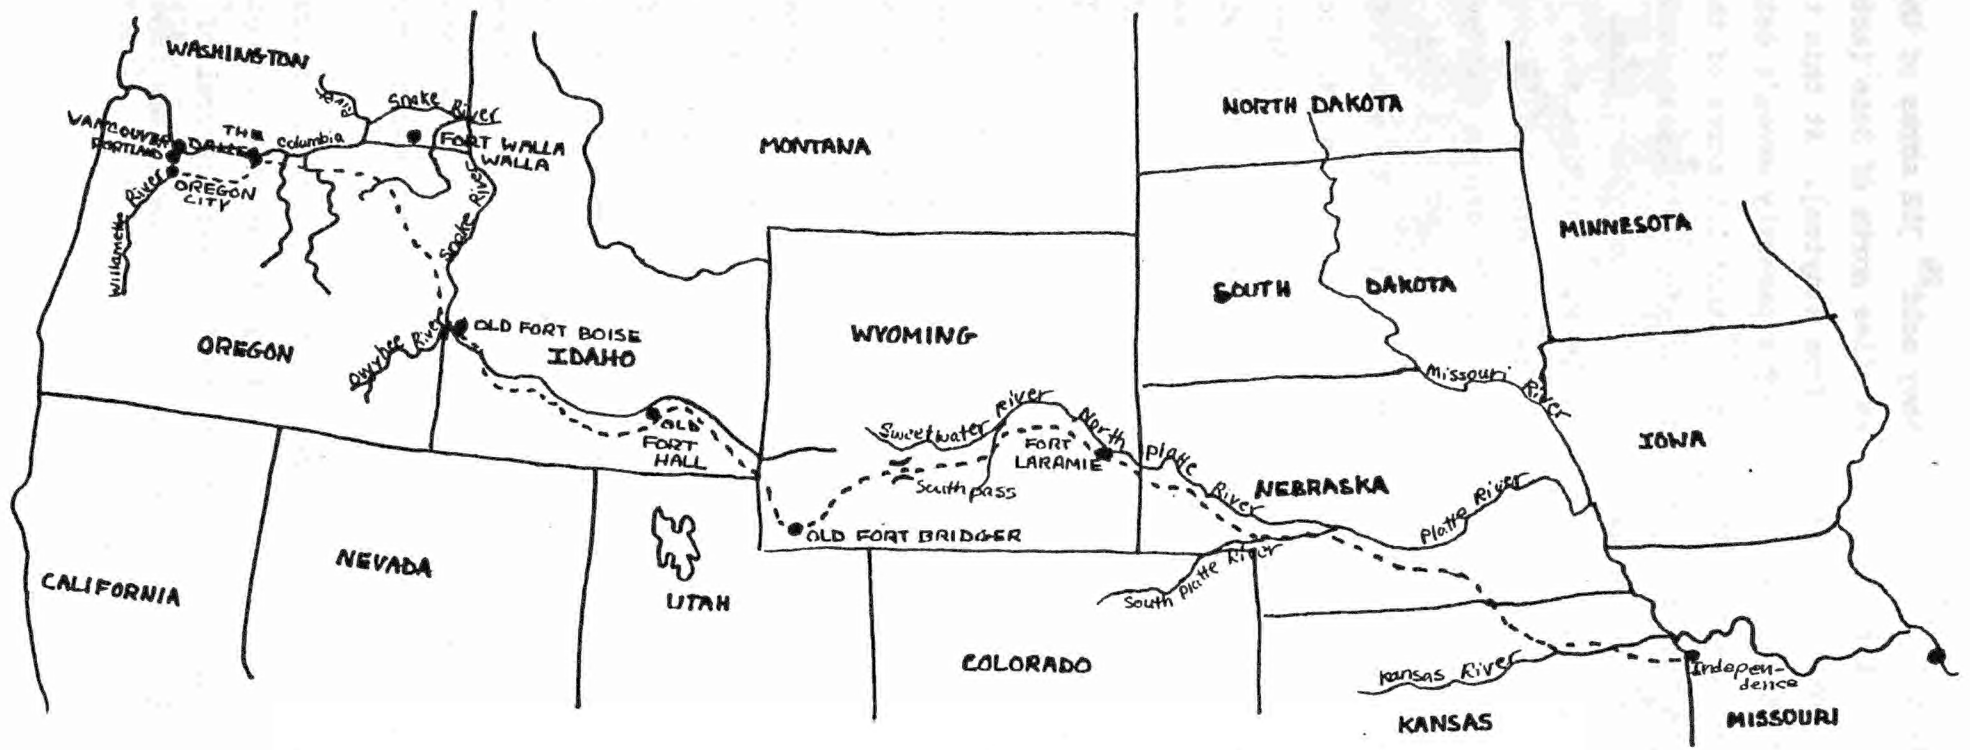 WASHINGTON
Snake River
VANCOUVER
PORTLAND
THE
DALLES
Columbia
FORT WALLA
WALLA
OREGON
CITY
Willamette River
Snake River
MONTANA
NORTH DAKOTA
MINNESOTA
SOUTH DAKOTA
OREGON
Owyhee River
OLD FORT BOISE
IDAHO
WYOMING
OLD
FORT
HALL
Sweetwater River
FORT
LARAMIE
North Platte River
South pass
OLD FORT BRIDGER
Missouri River
NEBRASKA
Platte River
IOWA
South Platte River
CALIFORNIA
NEVADA
UTAH
COLORADO
Kansas River
KANSAS
Indepen-
dence
MISSOURI